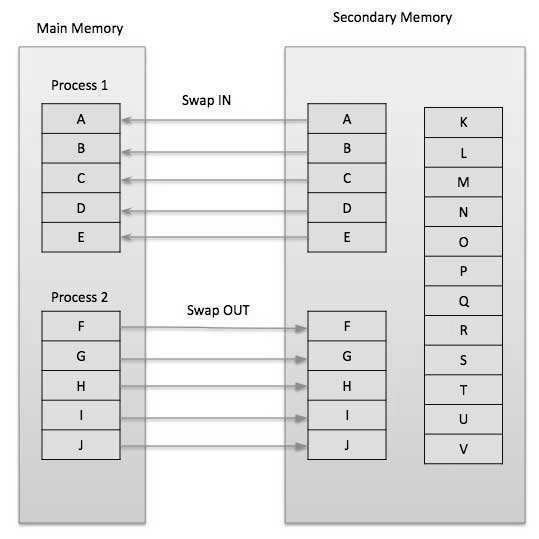 Main Memory
Secondary Memory
Process 1
Swap IN
A
B
C
D
E
Process 2
Swap OUT
F
G
H
I
J
A
B
C
D
E
F
G
H
I
J
K
L
M
N
O
P
Q
R
S
T
U
V